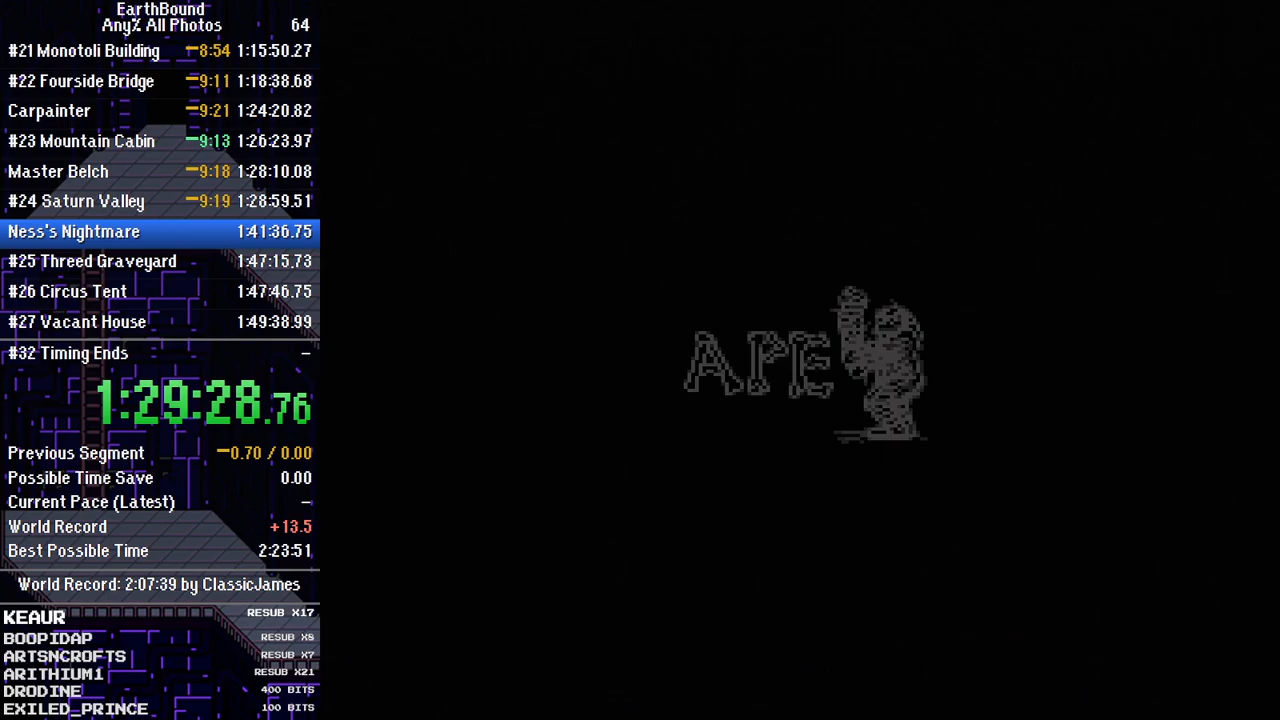 EarthBound
Any% All Photos 64
#21 Monotoli Building -8:54 1:15:50.27
#22 Fourside Bridge -9:11 1:18:38.68
Carpainter -9:21 1:24:20.82
#23 Mountain Cabin -9:13 1:26:23.97
Master Belch -9:18 1:28:10.08
#24 Saturn Valley -9:19 1:28:59.51
Ness's Nightmare 1:41:36.75
#25 Threed Graveyard 1:47:15.73
#26 Circus Tent 1:47:46.75
#27 Vacant House 1:49:38.99
#32 Timing Ends -
1:29:28.76
Previous Segment -0.70 / 0.00
Possible Time Save 0.00
Current Pace (Latest) -
World Record +13.5
Best Possible Time 2:23:51
World Record: 2:07:39 by ClassicJames
KEAUR RESUB X17
BOOPIDAP RESUB X8
ARTSNCROFTS RESUB X7
ARITHIUM1 RESUB X21
DRODINE 400 BITS
EXILED_PRINCE 100 BITS
APE